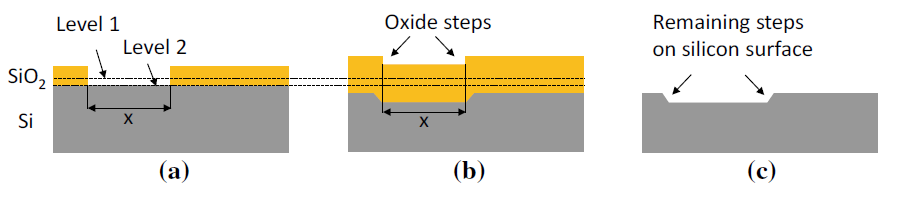 Level 1
Level 2
SiO2
Si
x
(a)
Oxide steps
x
(b)
Remaining steps
on silicon surface
(c)